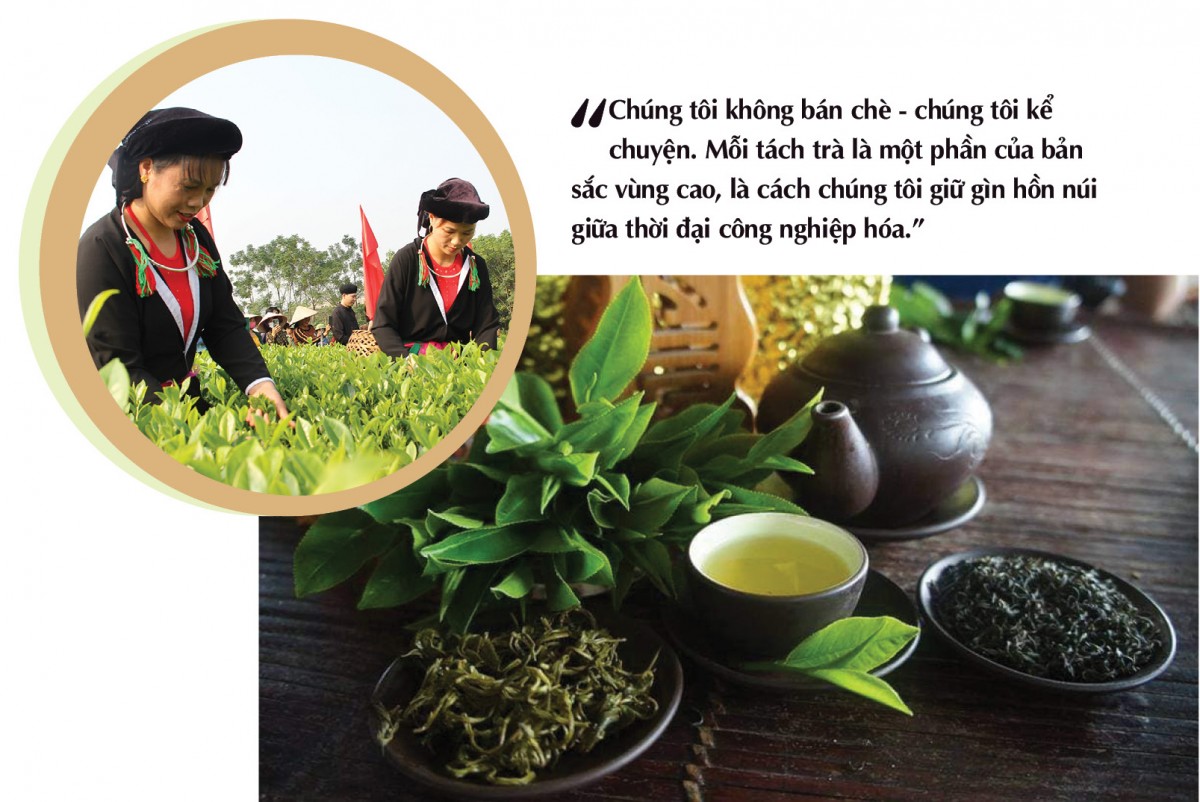 “Chúng tôi không bán chè - chúng tôi kể
chuyện. Mỗi tách trà là một phần của bản
sắc vùng cao, là cách chúng tôi giữ gìn hồn núi
giữa thời đại công nghiệp hóa.”